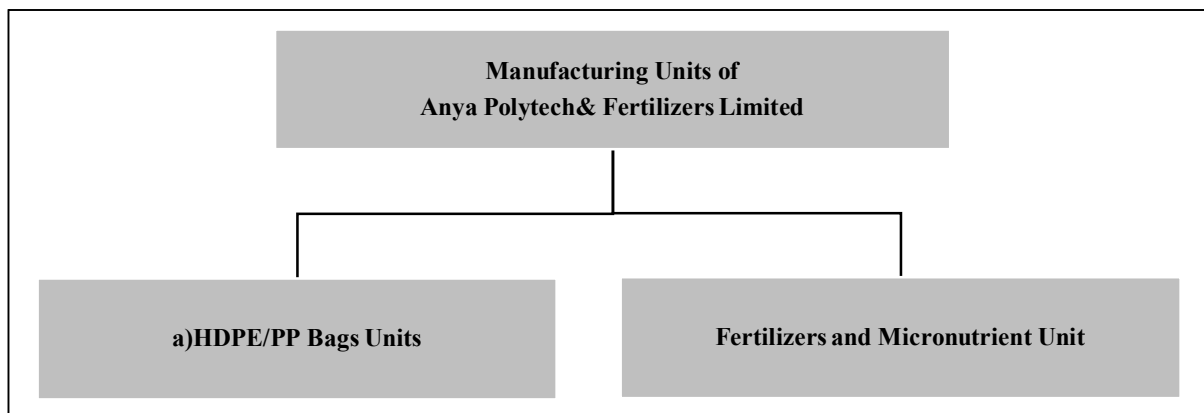 Manufacturing Units of
Anya Polytech& Fertilizers Limited
a)HDPE/PP Bags Units
Fertilizers and Micronutrient Unit